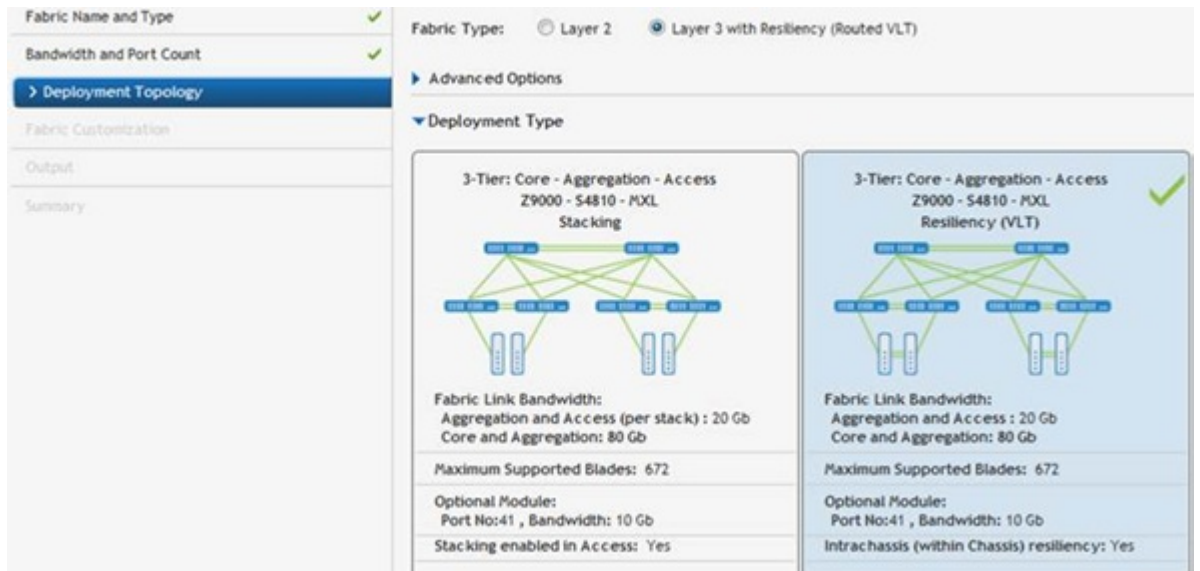 Fabric Name and Type
Bandwidth and Port Count
> Deployment Topology
Fabric Customization
Output
Summary
Fabric Type: Layer 2 Layer 3 with Resiliency (Routed VLT)
Advanced Options
Deployment Type
3-Tier: Core - Aggregation - Access
Z9000 - S4810 - MXL
Stacking
Fabric Link Bandwidth:
Aggregation and Access (per stack) : 20 Gb
Core and Aggregation: 80 Gb
Maximum Supported Blades: 672
Optional Module:
Port No:41 , Bandwidth: 10 Gb
Stacking enabled in Access: Yes
3-Tier: Core - Aggregation - Access
Z9000 - S4810 - MXL
Resiliency (VLT)
Fabric Link Bandwidth:
Aggregation and Access : 20 Gb
Core and Aggregation: 80 Gb
Maximum Supported Blades: 672
Optional Module:
Port No:41 , Bandwidth: 10 Gb
Intrachassis (within Chassis) resiliency: Yes